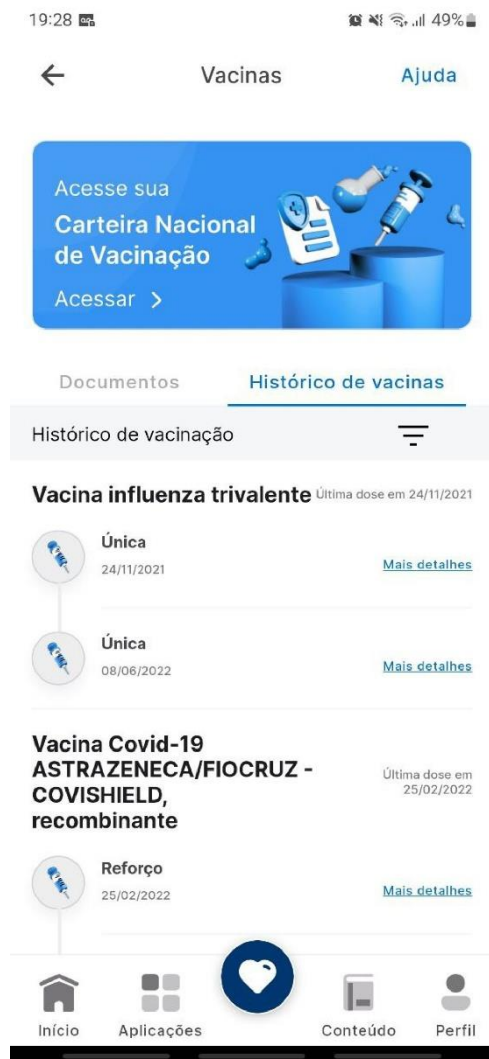 19:28
49%
Vacinas
Ajuda
Acesse sua
Carteira Nacional
de Vacinação
Acessar >
Documentos
Histórico de vacinas
Histórico de vacinação
Vacina influenza trivalente Última dose em 24/11/2021
Única
24/11/2021
Mais detalhes
Única
08/06/2022
Mais detalhes
Vacina Covid-19
ASTRAZENECA/FIOCRUZ -
COVISHIELD,
recombinante
Última dose em
25/02/2022
Reforço
25/02/2022
Mais detalhes
Início
Aplicações
Conteúdo
Perfil